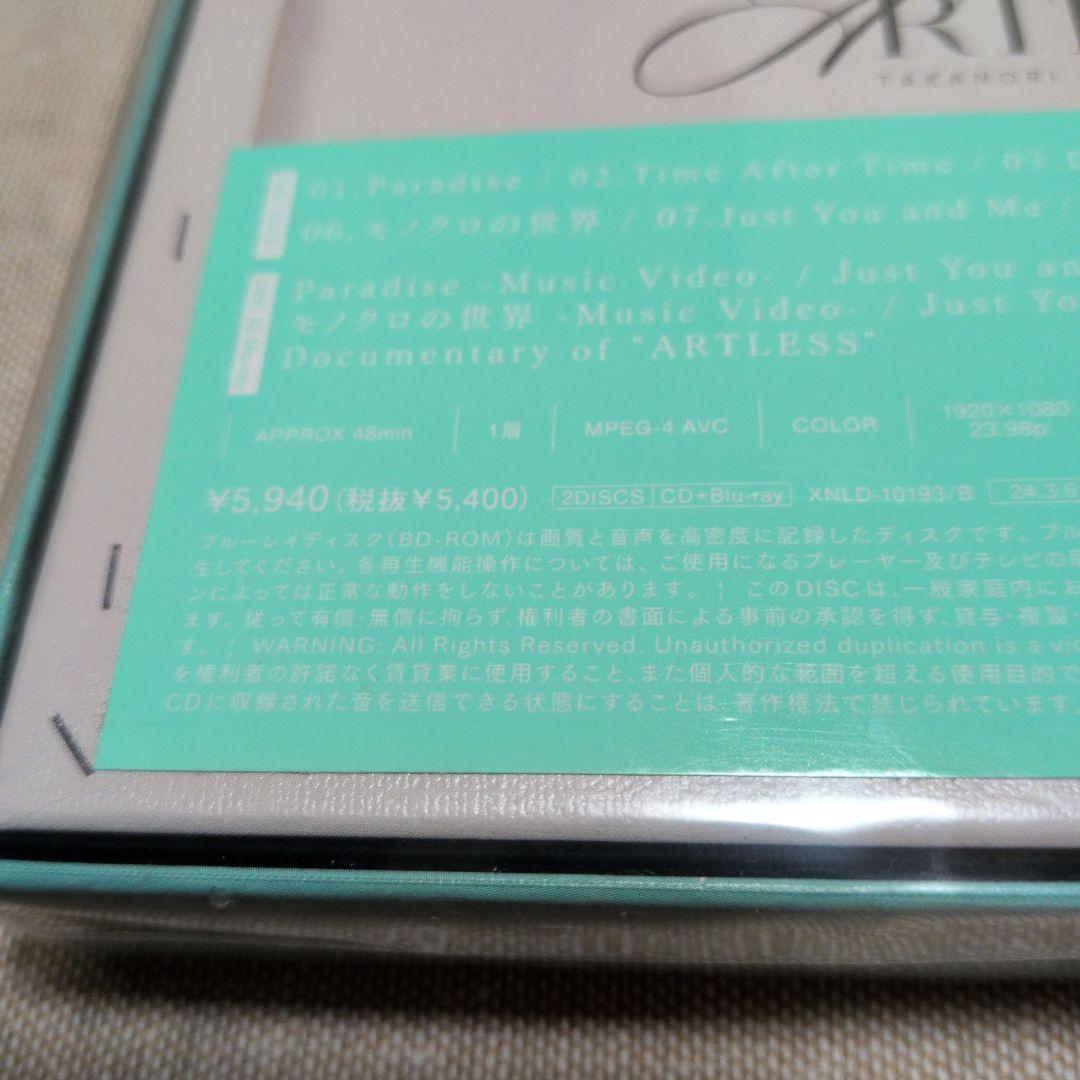 ARTL
TAKANORI
01.Paradise / 02.Time After Time / 03.
06.モノクロの世界 / 07.Just You and Me /
Paradise -Music Video- / Just You an
モノクロの世界 -Music Video- / Just Yo
Documentary of "ARTLESS"
APPROX 48min 1層 MPEG-4 AVC COLOR 1920×1080
23.98p
¥5,940(税抜¥5,400) 2DISCS CD+Blu-ray XNLD-10193/B 24.3.6
ブルーレイディスク(BD-ROM)は画質と音声を高密度に記録したディスクです。ブル
生してください。各再生機能操作については、ご使用になるプレーヤー及びテレビの
ンによっては正常な動作をしないことがあります。 ¦ このDISCは、一般家庭内にお
ます。従って有償・無償に拘らず、権利者の書面による事前の承認を得ず、貸与・複製・
す。 ¦ WARNING: All Rights Reserved. Unauthorized duplication is a vio
を権利者の許諾なく賃貸業に使用すること、また個人的な範囲を超える使用目的で
CDに収録された音を送信できる状態にすることは、著作権法で禁じられています。